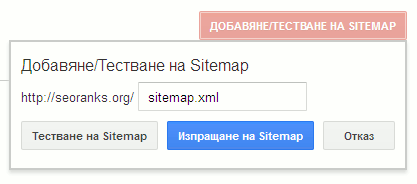 ДОБАВЯНЕ/ТЕСТВАНЕ НА SITEMAP
Добавяне/Тестване на Sitemap
http://seoranks.org/ sitemap.xml
Тестване на Sitemap Изпращане на Sitemap Отказ